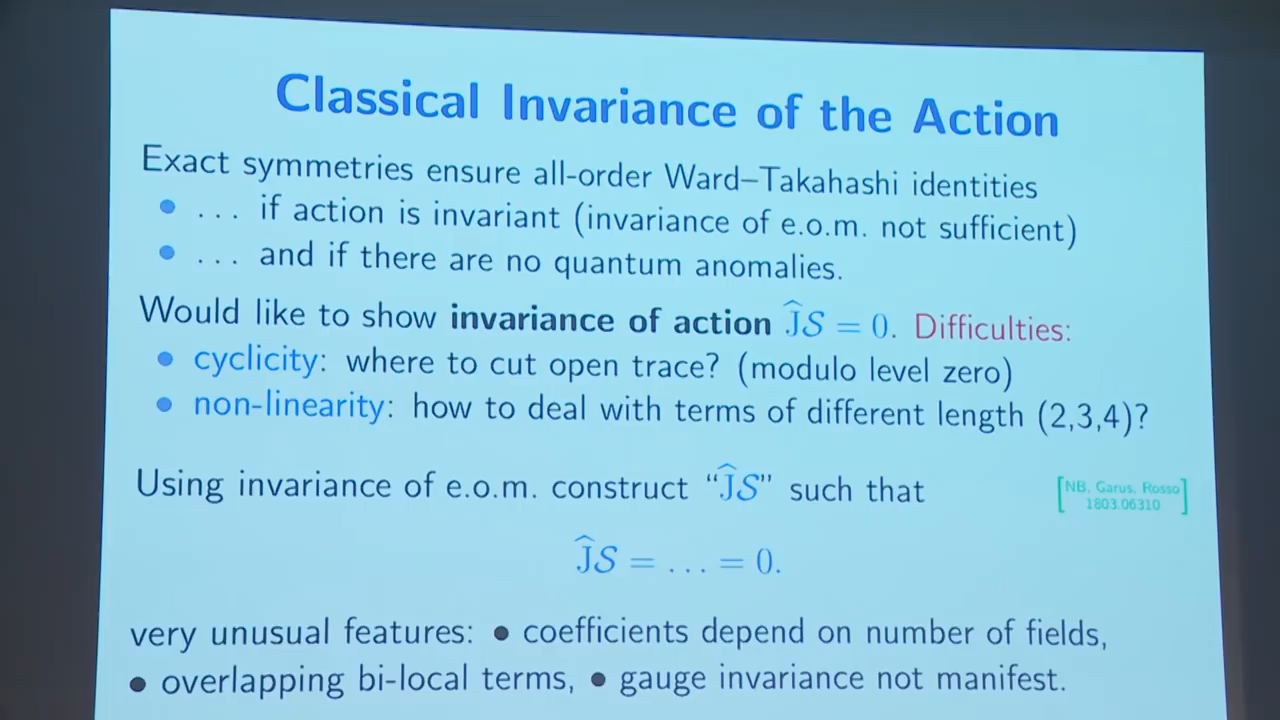 Classical Invariance of the Action
Exact symmetries ensure all-order Ward–Takahashi identities
• . . . if action is invariant (invariance of e.o.m. not sufficient)
• . . . and if there are no quantum anomalies.
Would like to show invariance of action ĴS = 0. Difficulties:
• cyclicity: where to cut open trace? (modulo level zero)
• non-linearity: how to deal with terms of different length (2,3,4)?
Using invariance of e.o.m. construct “ĴS” such that
[NB, Garus, Rosso
1803.06310]
ĴS = . . . = 0.
very unusual features: • coefficients depend on number of fields,
• overlapping bi-local terms, • gauge invariance not manifest.